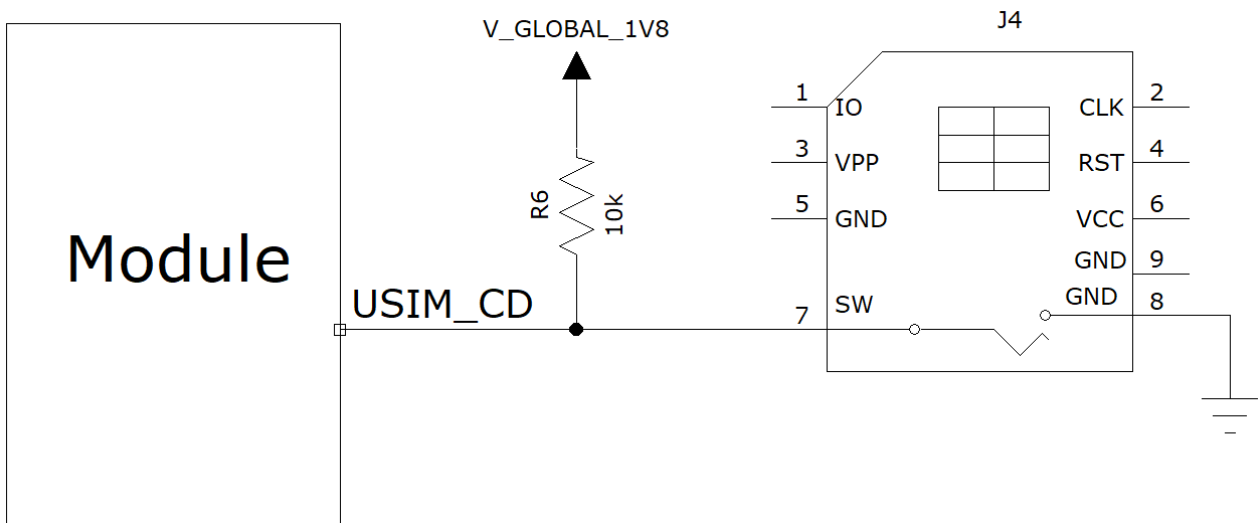 J4
V_GLOBAL_1V8
1 IO CLK 2
3 VPP RST 4
R6 10k
5 GND VCC 6
Module
GND 9
USIM_CD
7 SW GND 8